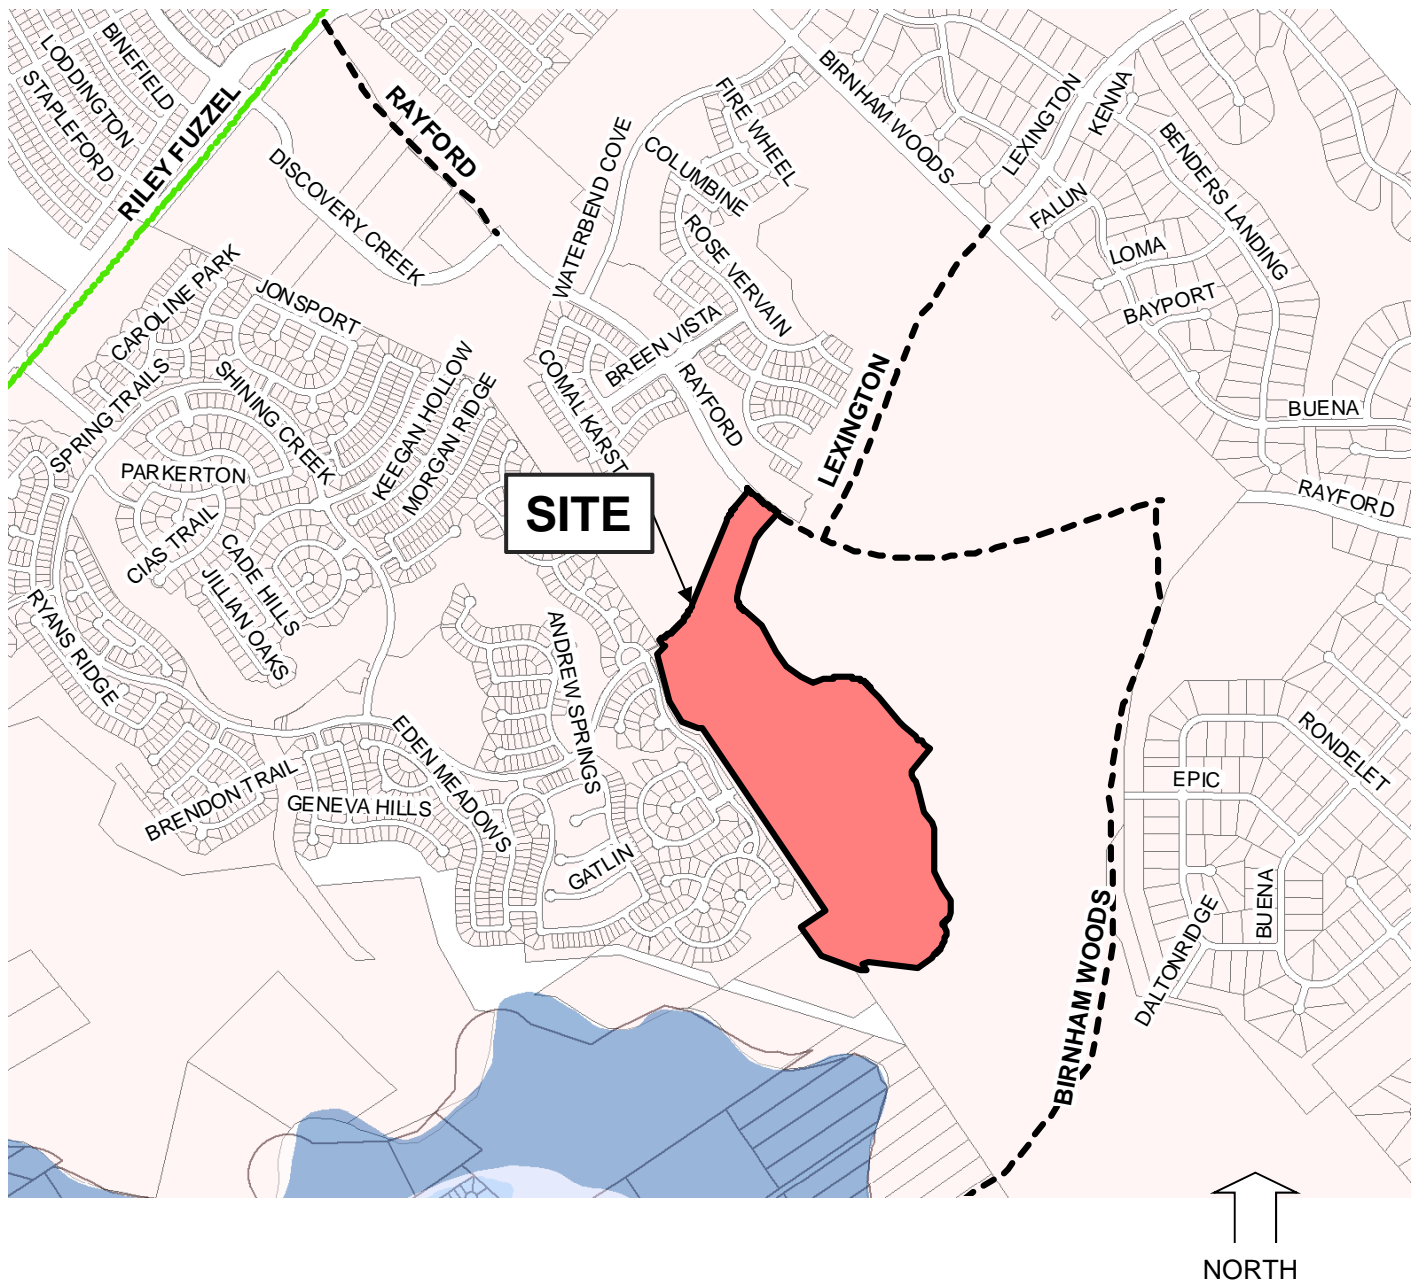 BINEFIELD
LODDINGTON
STAPLEFORD
RILEY FUZZEL
RAYFORD
DISCOVERY CREEK
WATERBEND COVE
FIRE WHEEL
COLUMBINE
ROSE VERVAIN
BIRNHAM WOODS
LEXINGTON
KENNA
BENDERS LANDING
FALUN
LOMA
BAYPORT
CAROLINE PARK
JONSPORT
SPRING TRAILS
SHINING CREEK
KEEGAN HOLLOW
MORGAN RIDGE
COMAL KARST
BREEN VISTA
RAYFORD
LEXINGTON
BUENA
RAYFORD
PARKERTON
CIAS TRAIL
CADE HILLS
JILLIAN OAKS
SITE
RYANS RIDGE
ANDREW SPRINGS
EDEN MEADOWS
BRENDON TRAIL
GENEVA HILLS
GATLIN
RONDELET
EPIC
BUENA
DALTONRIDGE
BIRNHAM WOODS
NORTH